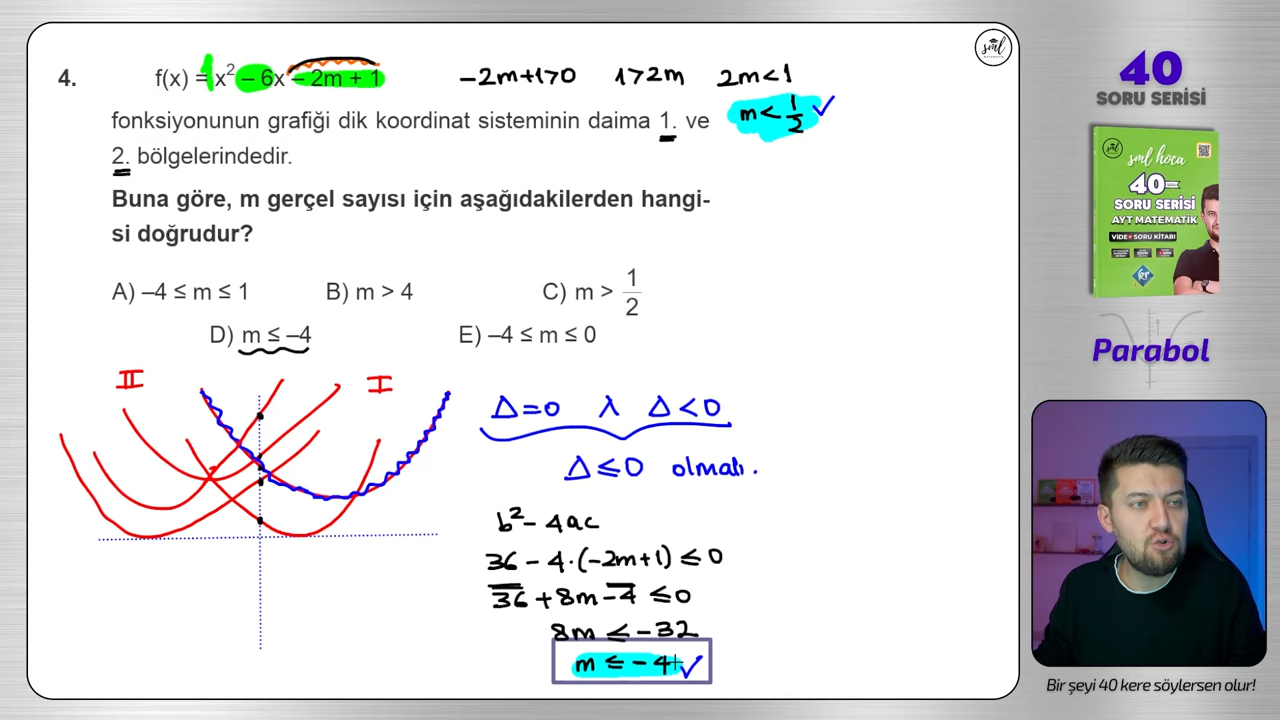 4. f(x) = 1x² – 6x – 2m + 1
-2m+1>0 1>2m 2m<1
m< 1/2 ✓
fonksiyonunun grafiği dik koordinat sisteminin daima 1. ve
2. bölgelerindedir.
Buna göre, m gerçel sayısı için aşağıdakilerden hangi-
si doğrudur?
A) –4 ≤ m ≤ 1 B) m > 4 C) m > 1/2
D) m ≤ –4 E) –4 ≤ m ≤ 0
II I
Δ=0 λ Δ<0
Δ≤0 olmalı.
b²-4ac
36-4·(-2m+1)≤0
36+8m-4≤0
8m≤-32
m≤-4 ✓
sml
40
SORU SERİSİ
sml
sml hoca
40
SORU SERİSİ
AYT MATEMATİK
VİDEO SORU KİTABI
Parabol
Bir şeyi 40 kere söylersen olur!